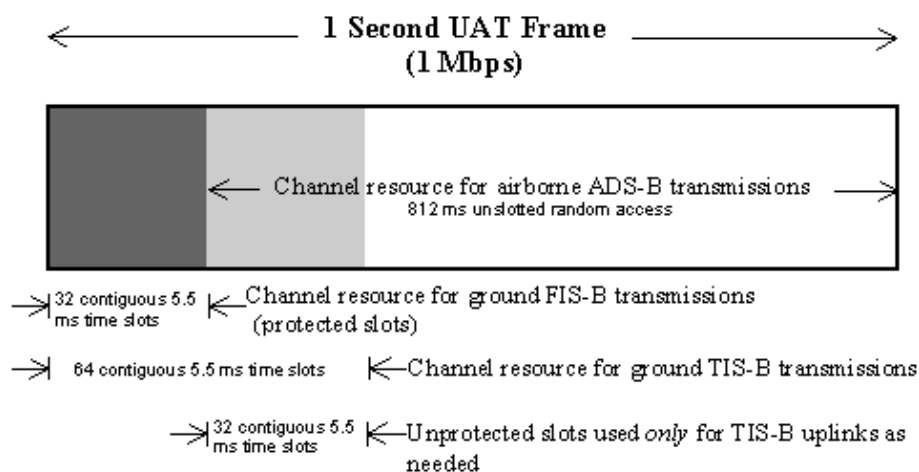 1 Second UAT Frame
(1 Mbps)
Channel resource for airborne ADS-B transmissions
812 ms unslotted random access
32 contiguous 5.5
ms time slots
Channel resource for ground FIS-B transmissions
(protected slots)
64 contiguous 5.5 ms time slots
Channel resource for ground TIS-B transmissions
32 contiguous 5.5
ms time slots
Unprotected slots used only for TIS-B uplinks as
needed